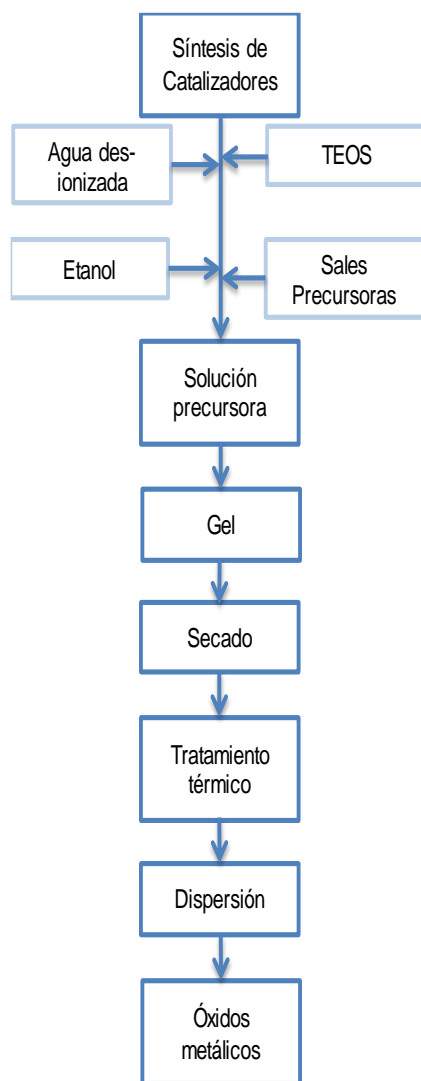 Síntesis de
Catalizadores
Agua des-
ionizada
TEOS
Etanol
Sales
Precursoras
Solución
precursora
Gel
Secado
Tratamiento
térmico
Dispersión
Óxidos
metálicos